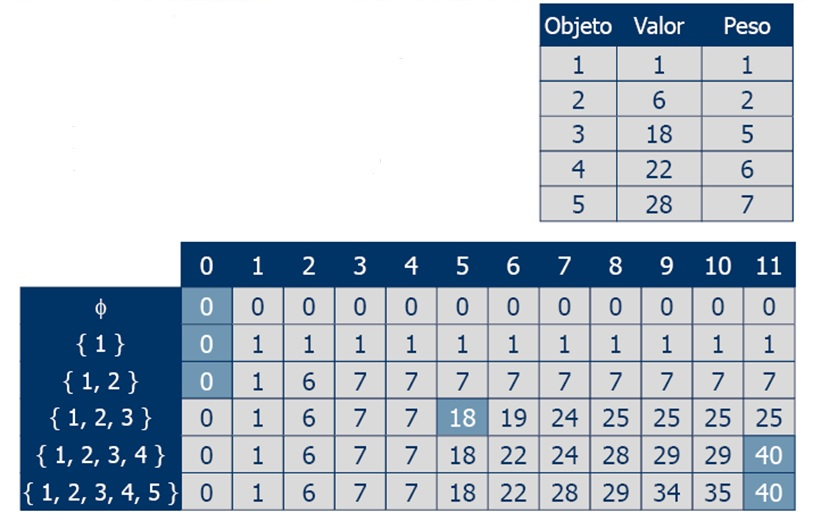 Objeto Valor Peso
1 1 1
2 6 2
3 18 5
4 22 6
5 28 7
0 1 2 3 4 5 6 7 8 9 10 11
ϕ 0 0 0 0 0 0 0 0 0 0 0 0
{ 1 } 0 1 1 1 1 1 1 1 1 1 1 1
{ 1, 2 } 0 1 6 7 7 7 7 7 7 7 7 7
{ 1, 2, 3 } 0 1 6 7 7 18 19 24 25 25 25 25
{ 1, 2, 3, 4 } 0 1 6 7 7 18 22 24 28 29 29 40
{ 1, 2, 3, 4, 5 } 0 1 6 7 7 18 22 28 29 34 35 40